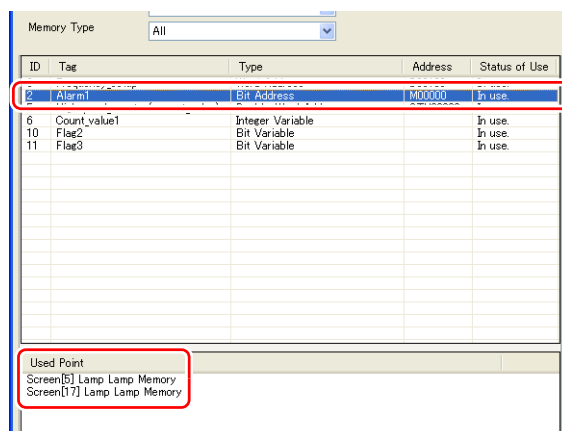 Memory Type All
ID Tag Type Address Status of Use
2 Alarm1 Bit Address M00000 In use.
6 Count_value1 Integer Variable In use.
10 Flag2 Bit Variable In use.
11 Flag3 Bit Variable In use.
Used Point
Screen[5] Lamp Lamp Memory
Screen[17] Lamp Lamp Memory